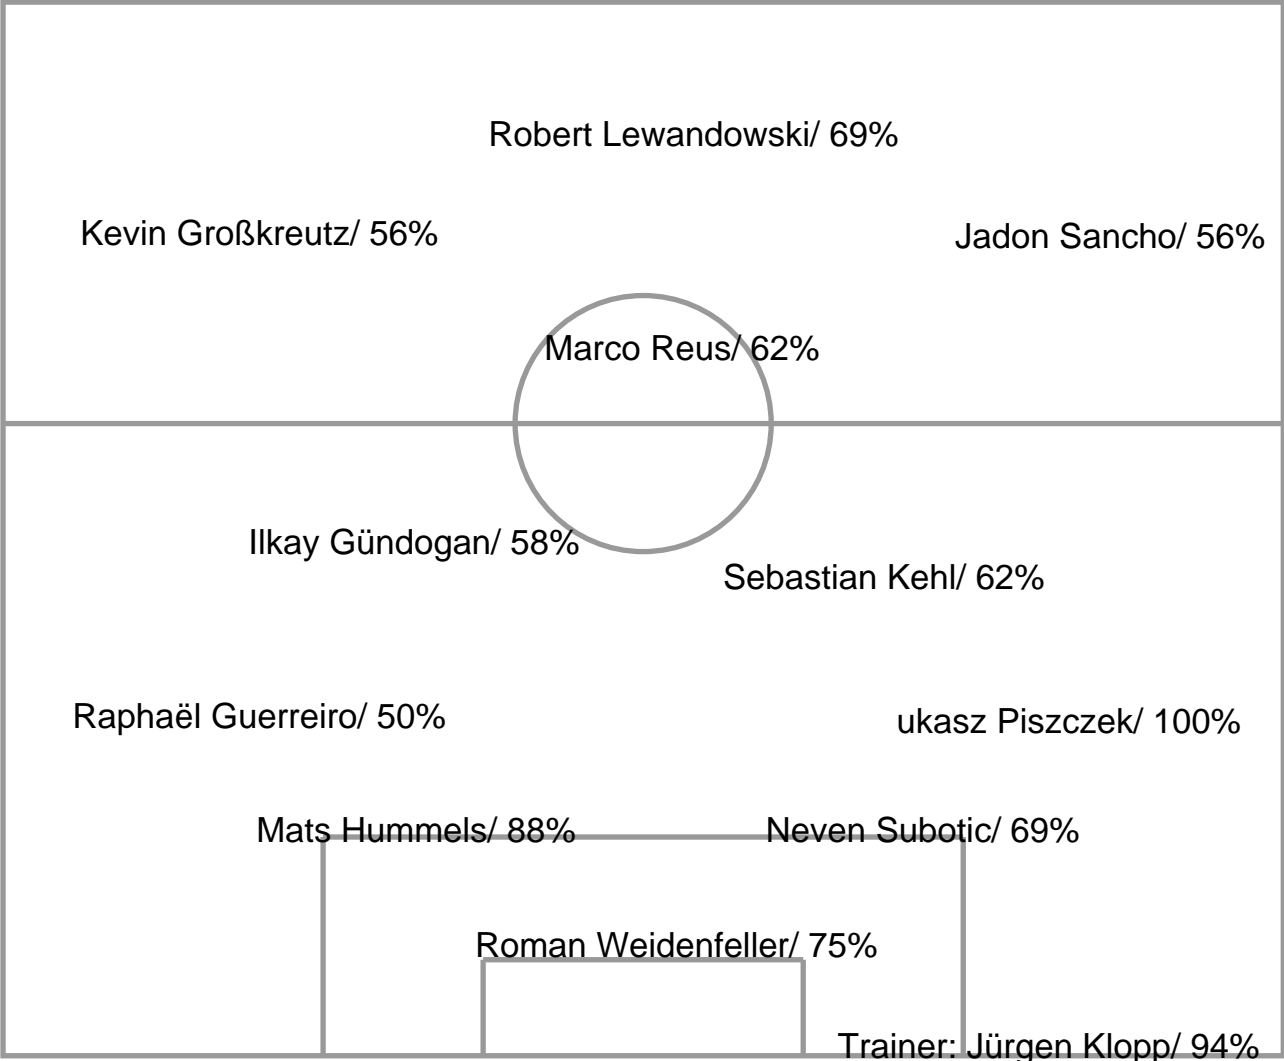 Robert Lewandowski/ 69%
Kevin Großkreutz/ 56%
Jadon Sancho/ 56%
Marco Reus/ 62%
Ilkay Gündogan/ 58%
Sebastian Kehl/ 62%
Raphaël Guerreiro/ 50%
ukasz Piszczek/ 100%
Mats Hummels/ 88%
Neven Subotic/ 69%
Roman Weidenfeller/ 75%
Trainer: Jürgen Klopp/ 94%